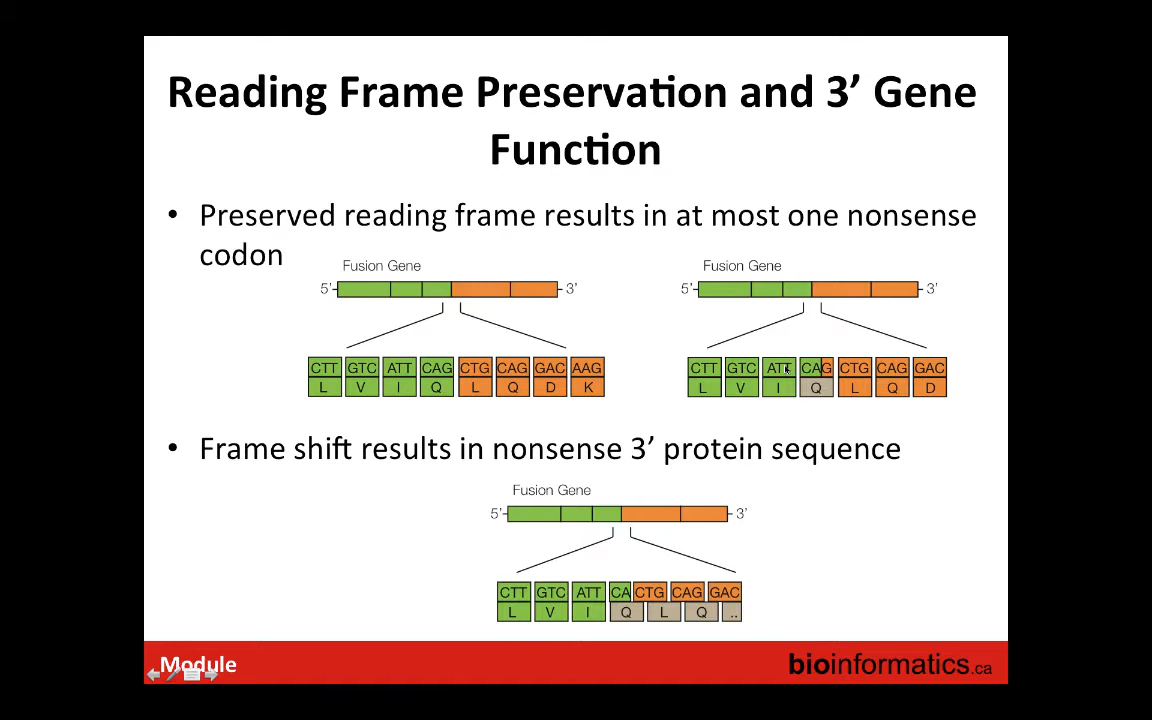 Reading Frame Preservation and 3’ Gene
Function
• Preserved reading frame results in at most one nonsense
codon
Fusion Gene
5’ 3’
CTT GTC ATT CAG CTG CAG GAC AAG
L V I Q L Q D K
Fusion Gene
5’ 3’
CTT GTC ATT CAG CTG CAG GAC
L V I Q L Q D
• Frame shift results in nonsense 3’ protein sequence
Fusion Gene
5’ 3’
CTT GTC ATT CA CTG CAG GAC
L V I Q L Q ..
Module
bioinformatics.ca